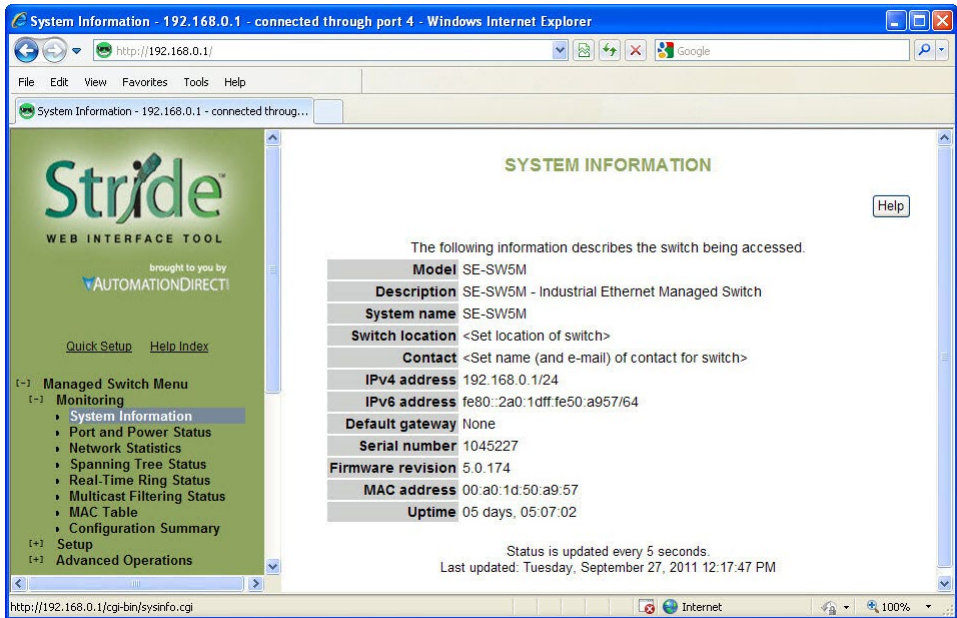 System Information - 192.168.0.1 - connected through port 4 - Windows Internet Explorer
http://192.168.0.1/
Google
File Edit View Favorites Tools Help
System Information - 192.168.0.1 - connected throug...
Stride™
WEB INTERFACE TOOL
brought to you by
AUTOMATIONDIRECT
Quick Setup Help Index
[-] Managed Switch Menu
[-] Monitoring
System Information
Port and Power Status
Network Statistics
Spanning Tree Status
Real-Time Ring Status
Multicast Filtering Status
MAC Table
Configuration Summary
[+] Setup
[+] Advanced Operations
SYSTEM INFORMATION
Help
The following information describes the switch being accessed.
Model SE-SW5M
Description SE-SW5M - Industrial Ethernet Managed Switch
System name SE-SW5M
Switch location <Set location of switch>
Contact <Set name (and e-mail) of contact for switch>
IPv4 address 192.168.0.1/24
IPv6 address fe80::2a0:1dff:fe50:a957/64
Default gateway None
Serial number 1045227
Firmware revision 5.0.174
MAC address 00:a0:1d:50:a9:57
Uptime 05 days, 05:07:02
Status is updated every 5 seconds.
Last updated: Tuesday, September 27, 2011 12:17:47 PM
http://192.168.0.1/cgi-bin/sysinfo.cgi
Internet
100%